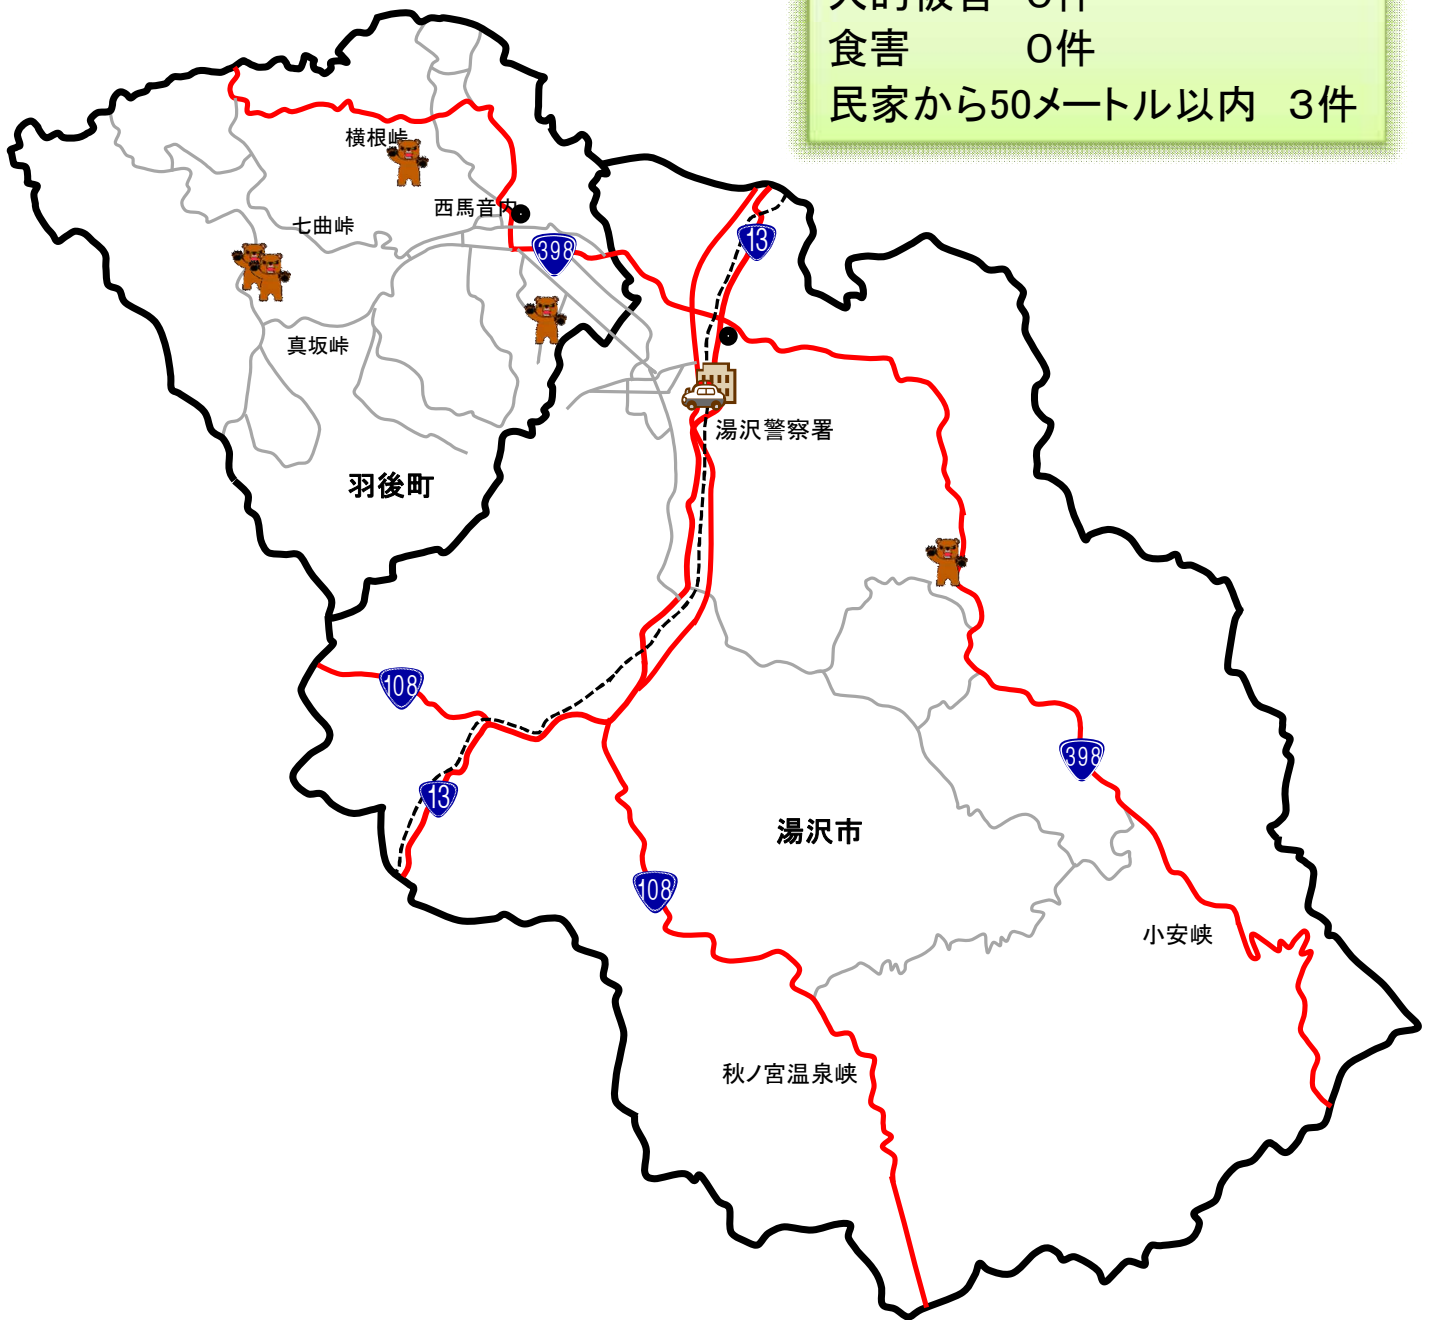 食害　　　0件
民家から50メートル以内　3件
横根峠
西馬音内
七曲峠
398
13
真坂峠
湯沢警察署
羽後町
108
398
13
湯沢市
108
小安峡
秋ノ宮温泉峡